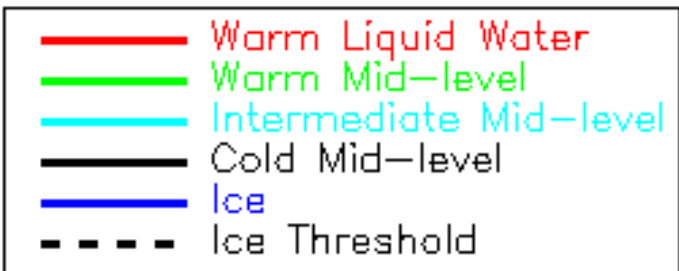 Warm Liquid Water
Warm Mid-level
Intermediate Mid-level
Cold Mid-level
Ice
Ice Threshold